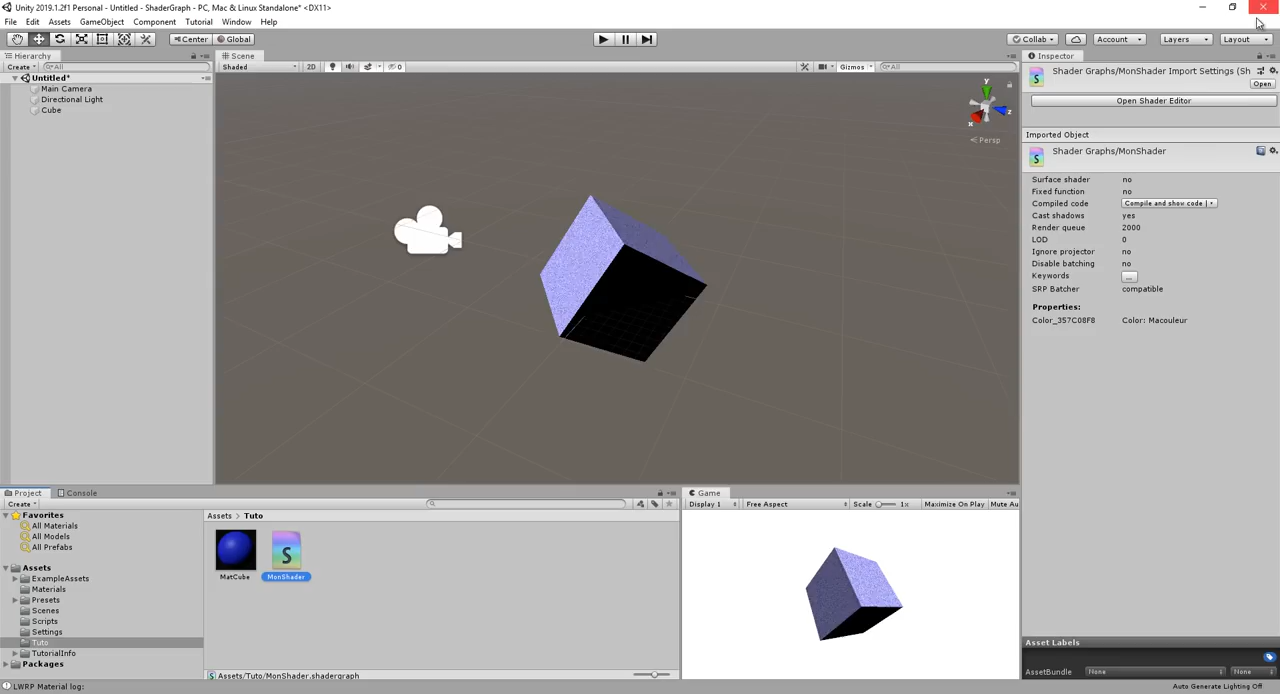 Unity 2019.1.2f1 Personal - Untitled - ShaderGraph - PC, Mac & Linux Standalone* <DX11>
File Edit Assets GameObject Component Tutorial Window Help
Center Global Collab Account Layers Layout
Hierarchy
Create All
Untitled*
Main Camera
Directional Light
Cube
Scene
Shaded 2D 0 Gizmos All
y
x
z
Persp
Inspector
Shader Graphs/MonShader Import Settings (Sh
Open
Open Shader Editor
Imported Object
Shader Graphs/MonShader
Surface shader no
Fixed function no
Compiled code Compile and show code
Cast shadows yes
Render queue 2000
LOD 0
Ignore projector no
Disable batching no
Keywords ...
SRP Batcher compatible
Properties:
Color_357C08F8 Color: Macouleur
Project Console
Create
Favorites
All Materials
All Models
All Prefabs
Assets
ExampleAssets
Materials
Presets
Scenes
Scripts
Settings
Tuto
TutorialInfo
Packages
Assets > Tuto
S
MatCube MonShader
Assets/Tuto/MonShader.shadergraph
Game
Display 1 Free Aspect Scale 1x Maximize On Play Mute Au
Asset Labels
AssetBundle None None
LWRP Material log:
Auto Generate Lighting Off